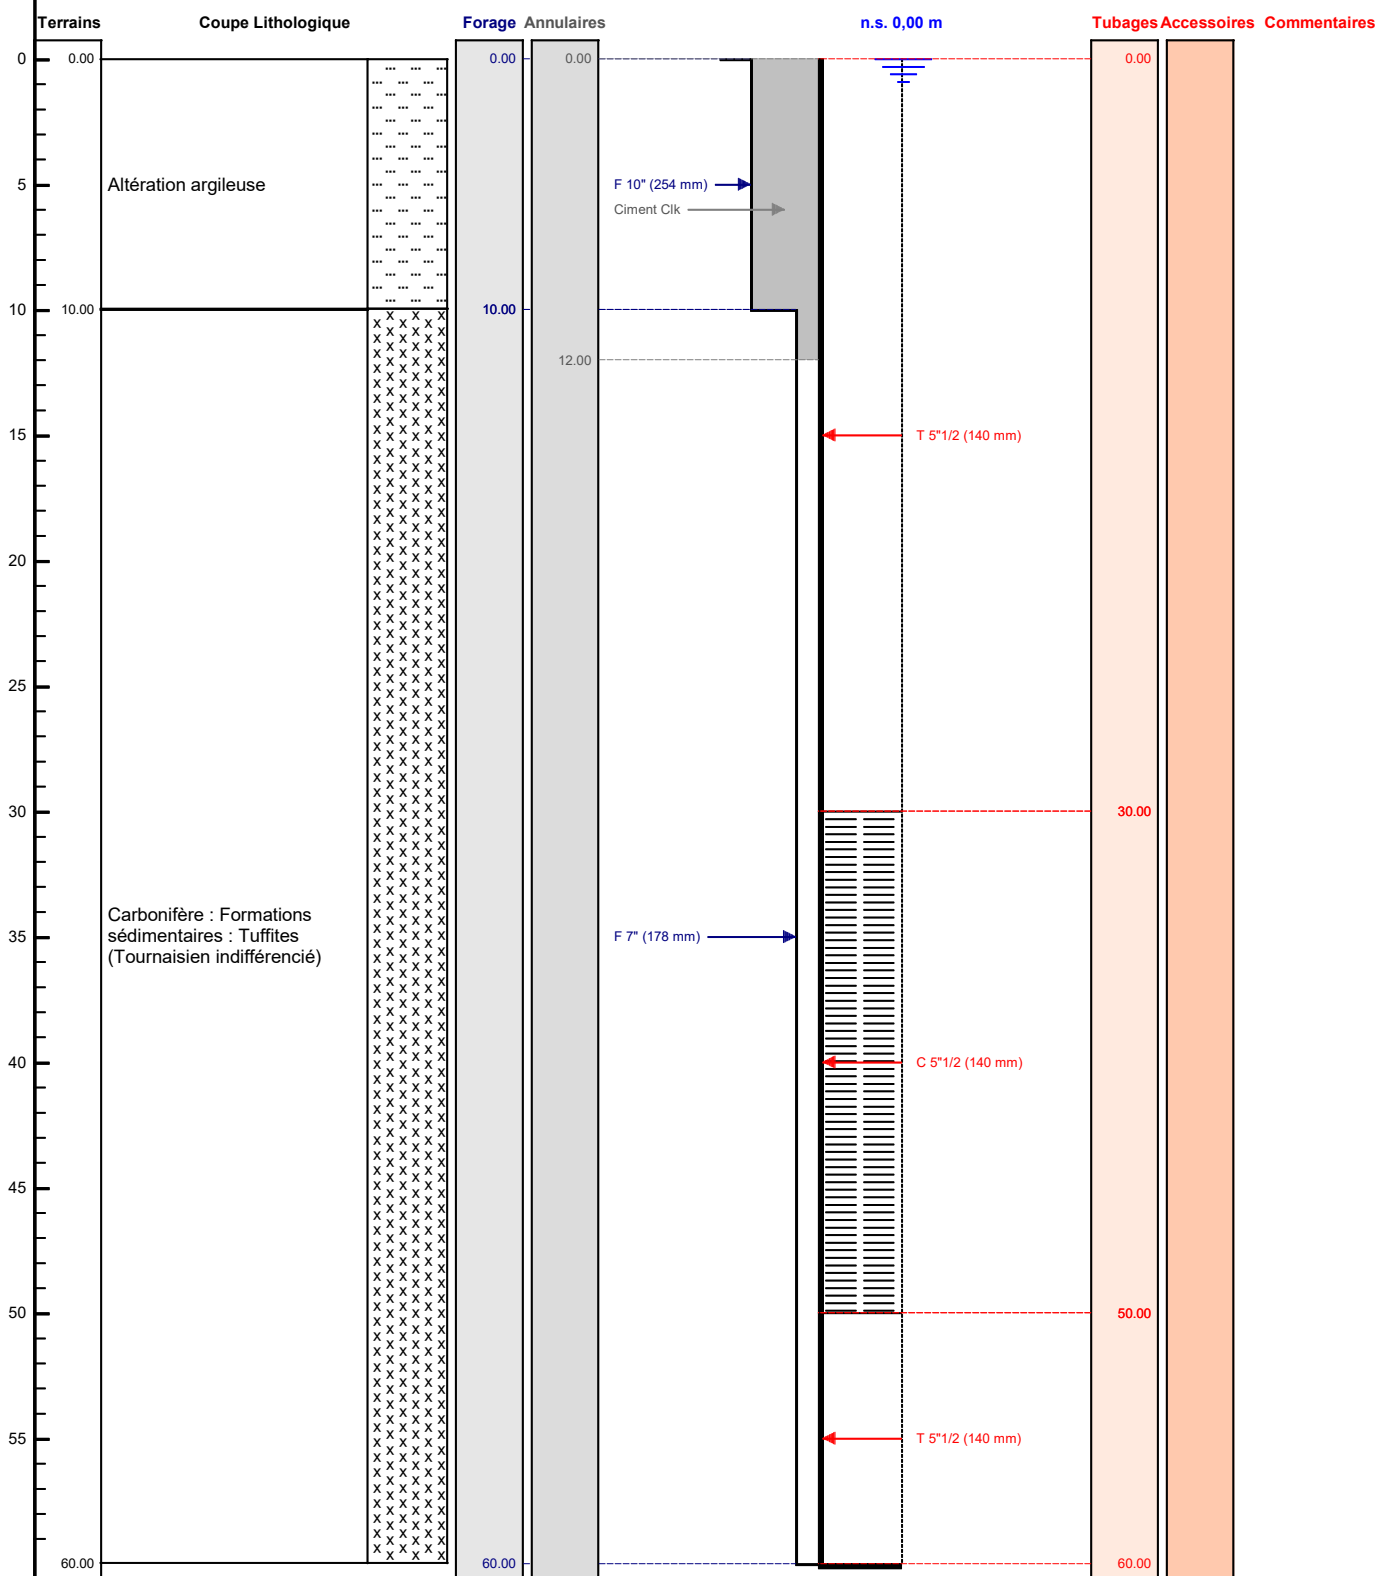 Terrains Coupe Lithologique Forage Annulaires n.s. 0,00 m Tubages Accessoires Commentaires
0 0.00 0.00 0.00 0.00
Altération argileuse
5 F 10" (254 mm)
Ciment Clk
10 10.00 10.00
12.00
15 T 5"1/2 (140 mm)
20
25
30 30.00
Carbonifère : Formations
sédimentaires : Tuffites
(Tournaisien indifférencié)
35 F 7" (178 mm)
40 C 5"1/2 (140 mm)
45
50 50.00
55 T 5"1/2 (140 mm)
60.00 60.00 60.00